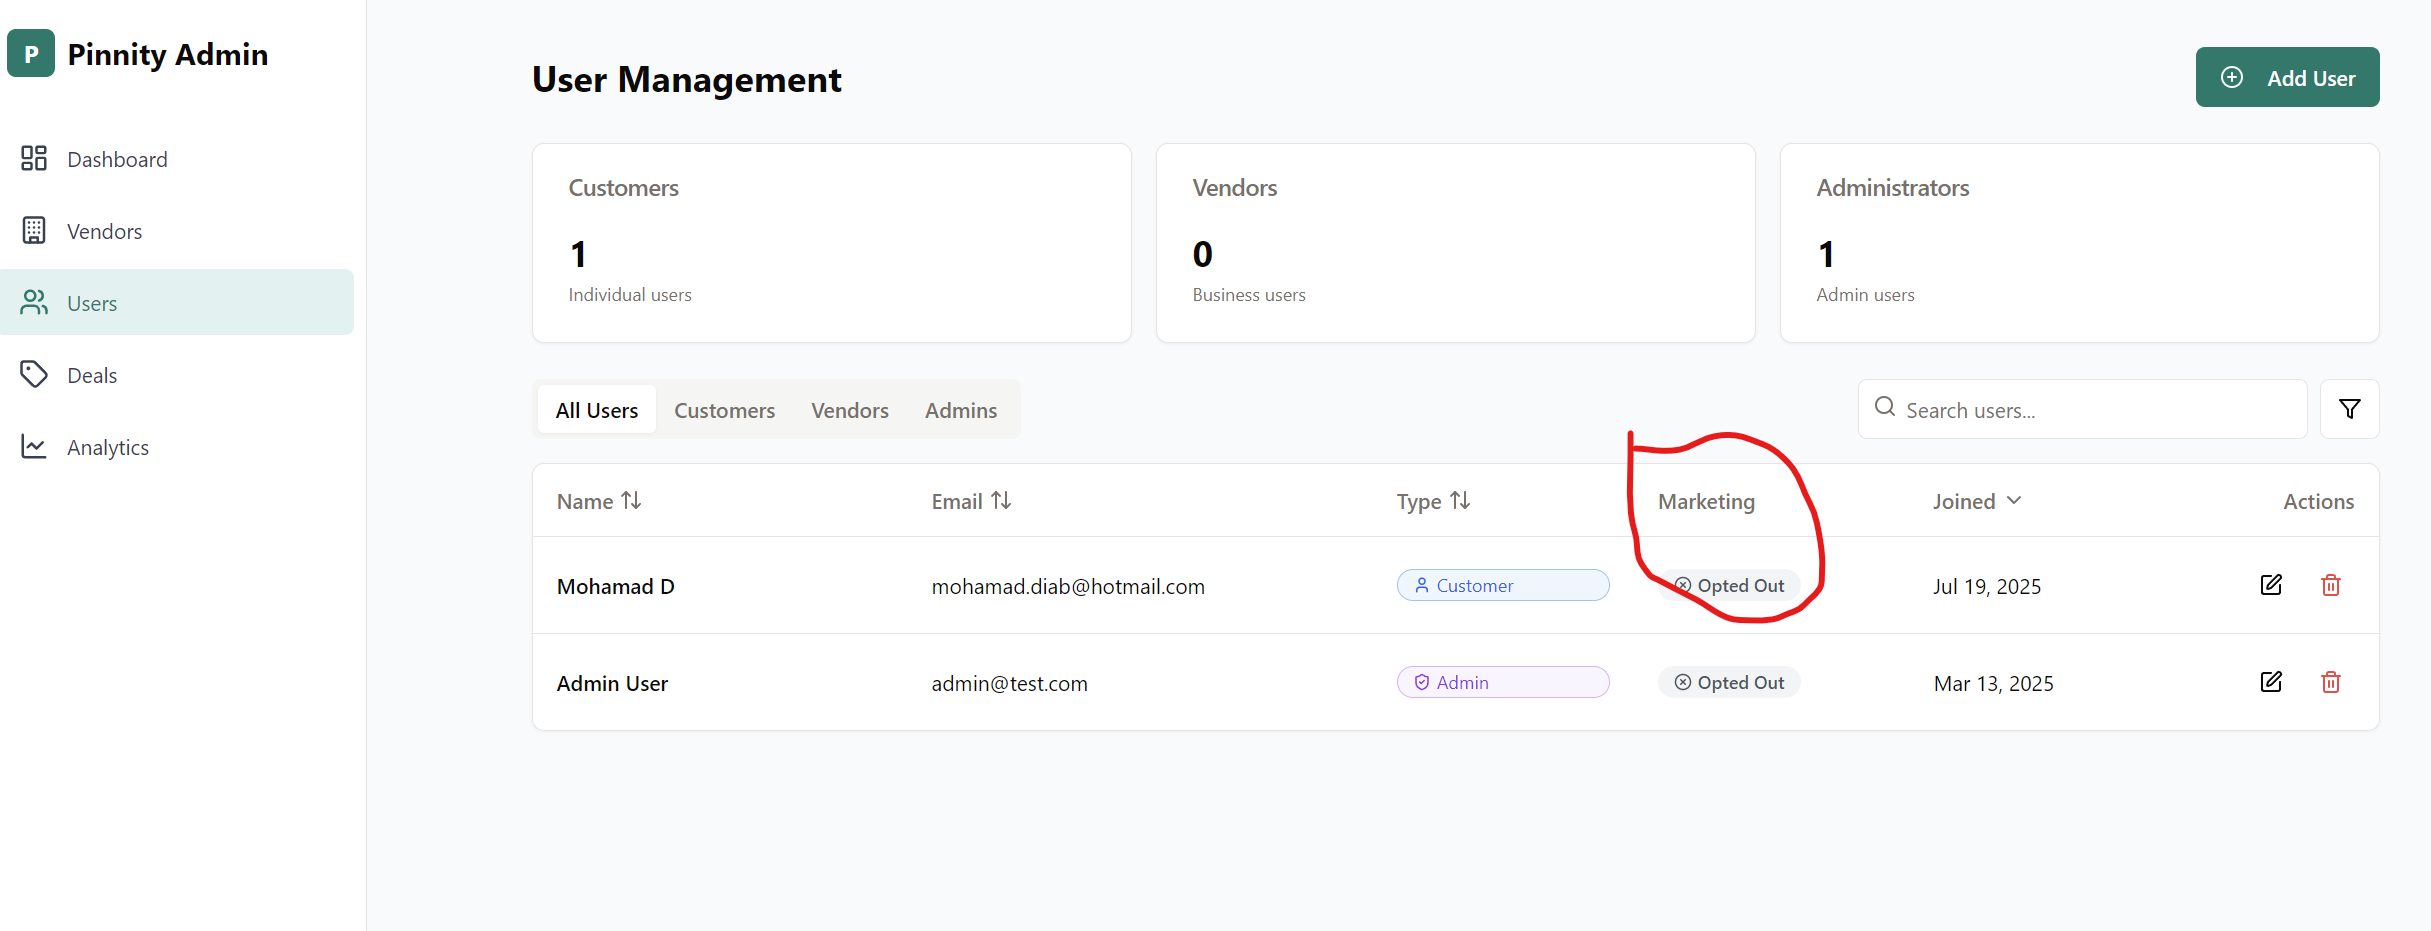 P Pinnity Admin
Dashboard
Vendors
Users
Deals
Analytics
User Management
Add User
Customers
1
Individual users
Vendors
0
Business users
Administrators
1
Admin users
All Users Customers Vendors Admins
Search users...
Name Email Type Marketing Joined Actions
Mohamad D mohamad.diab@hotmail.com Customer Opted Out Jul 19, 2025
Admin User admin@test.com Admin Opted Out Mar 13, 2025